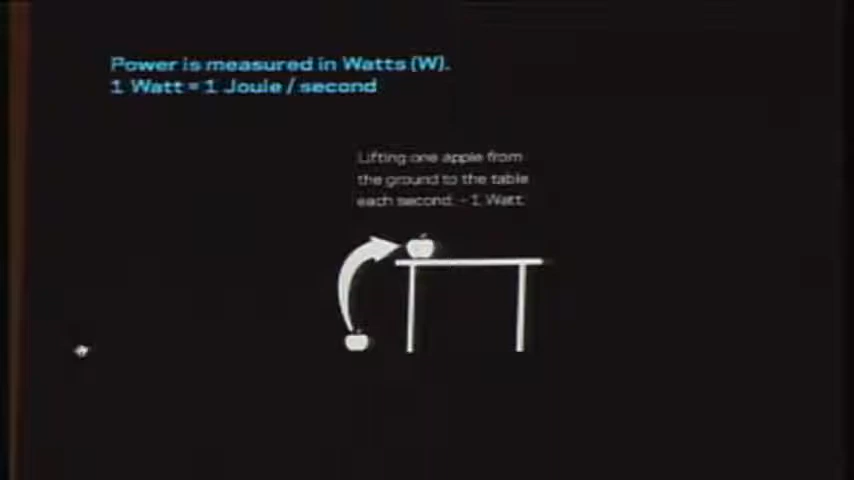 Power is measured in Watts (W).
1 Watt = 1 Joule / second
Lifting one apple from
the ground to the table
each second. ~ 1 Watt.